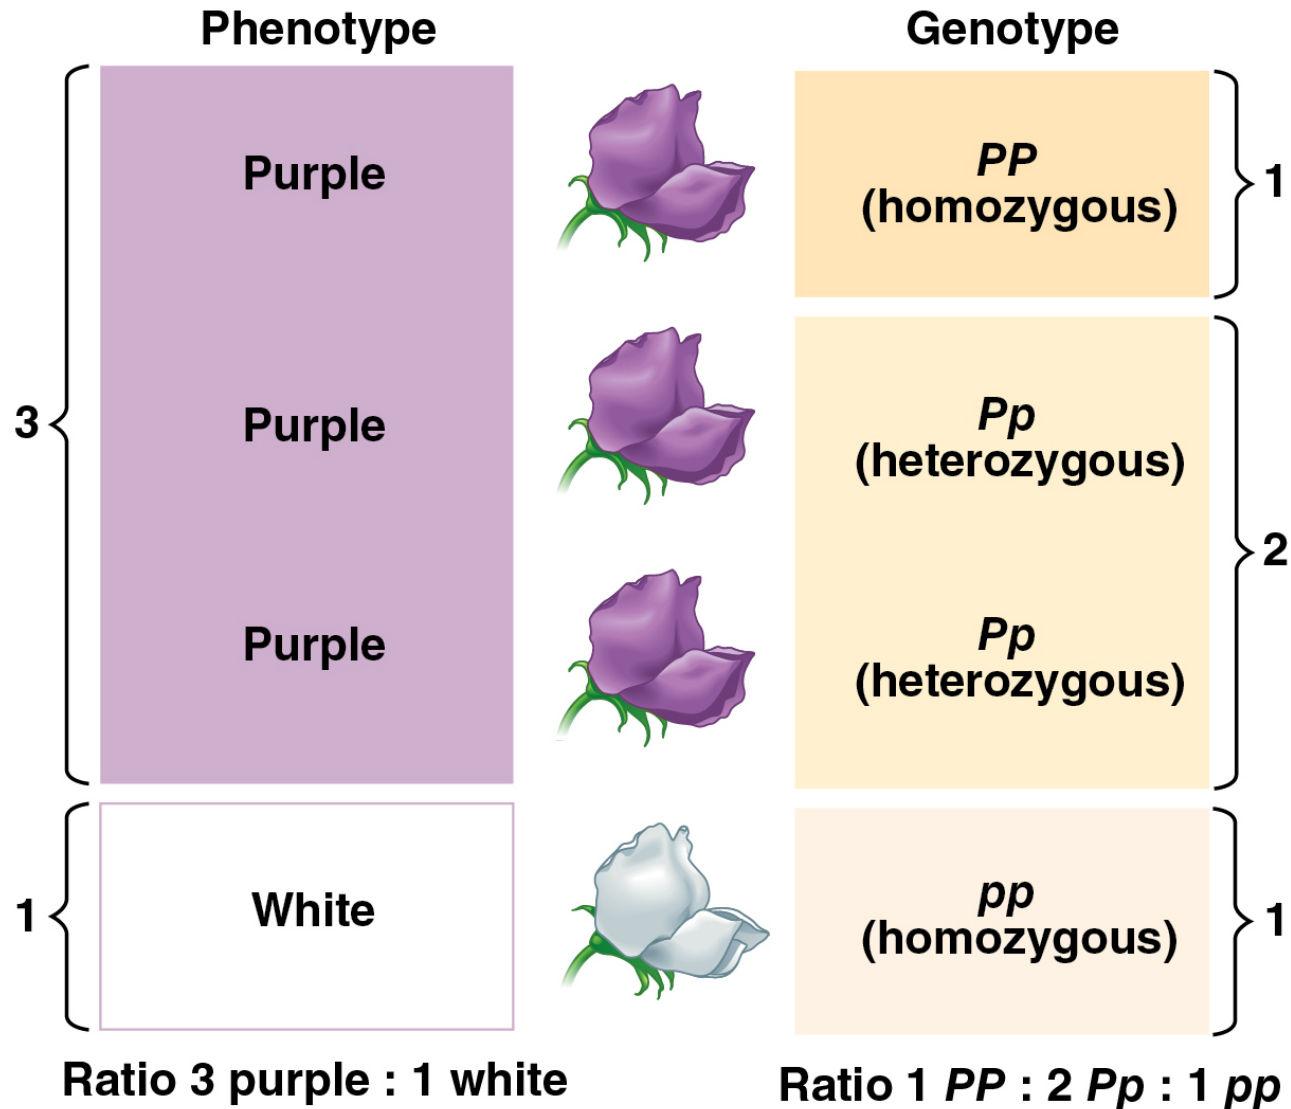 Phenotype
Genotype
3
Purple
PP
(homozygous)
1
Purple
Pp
(heterozygous)
2
Purple
Pp
(heterozygous)
1
White
pp
(homozygous)
1
Ratio 3 purple : 1 white
Ratio 1 PP : 2 Pp : 1 pp